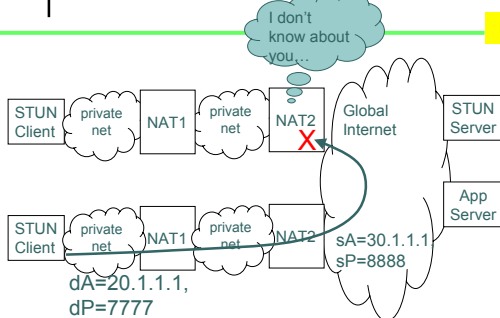 I don't
know about
you...
STUN
Client
private
net
NAT1
private
net
NAT2
X
Global
Internet
STUN
Server
App
Server
STUN
Client
private
net
NAT1
private
net
NAT2
sA=30.1.1.1,
sP=8888
dA=20.1.1.1,
dP=7777